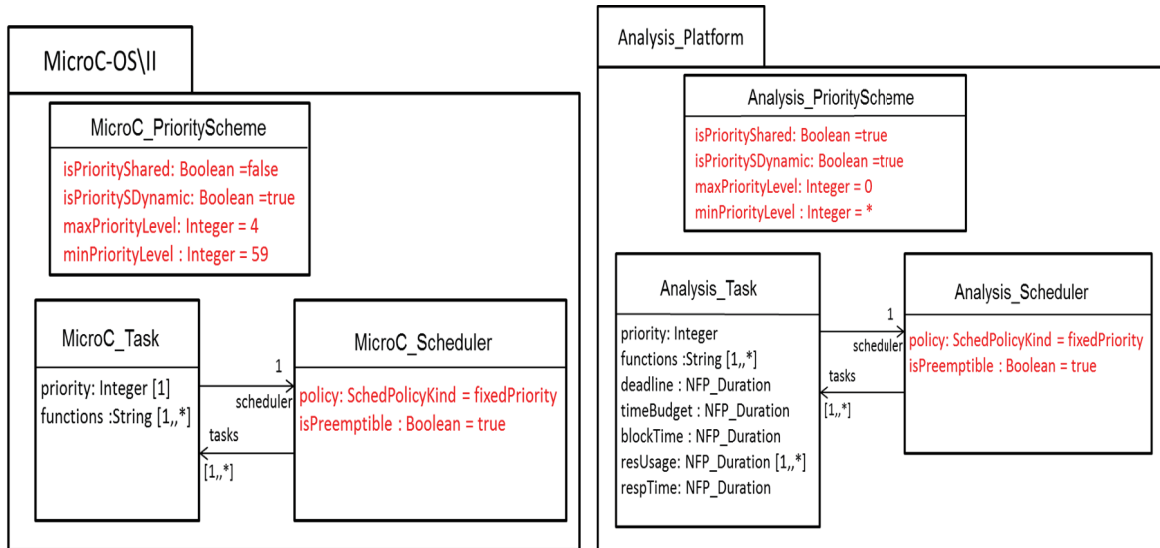 MicroC-OS\II
MicroC_PriorityScheme
isPriorityShared: Boolean =false
isPrioritySDynamic: Boolean =true
maxPriorityLevel: Integer = 4
minPriorityLevel : Integer = 59
MicroC_Task
priority: Integer [1]
functions :String [1,,*]
1
scheduler
tasks
[1,,*]
MicroC_Scheduler
policy: SchedPolicyKind = fixedPriority
isPreemptible : Boolean = true
Analysis_Platform
Analysis_PriorityScheme
isPriorityShared: Boolean =true
isPrioritySDynamic: Boolean =true
maxPriorityLevel: Integer = 0
minPriorityLevel : Integer = *
Analysis_Task
priority: Integer
functions :String [1,,*]
deadline : NFP_Duration
timeBudget : NFP_Duration
blockTime : NFP_Duration
resUsage: NFP_Duration [1,,*]
respTime: NFP_Duration
1
scheduler
tasks
[1,,*]
Analysis_Scheduler
policy: SchedPolicyKind = fixedPriority
isPreemptible : Boolean = true